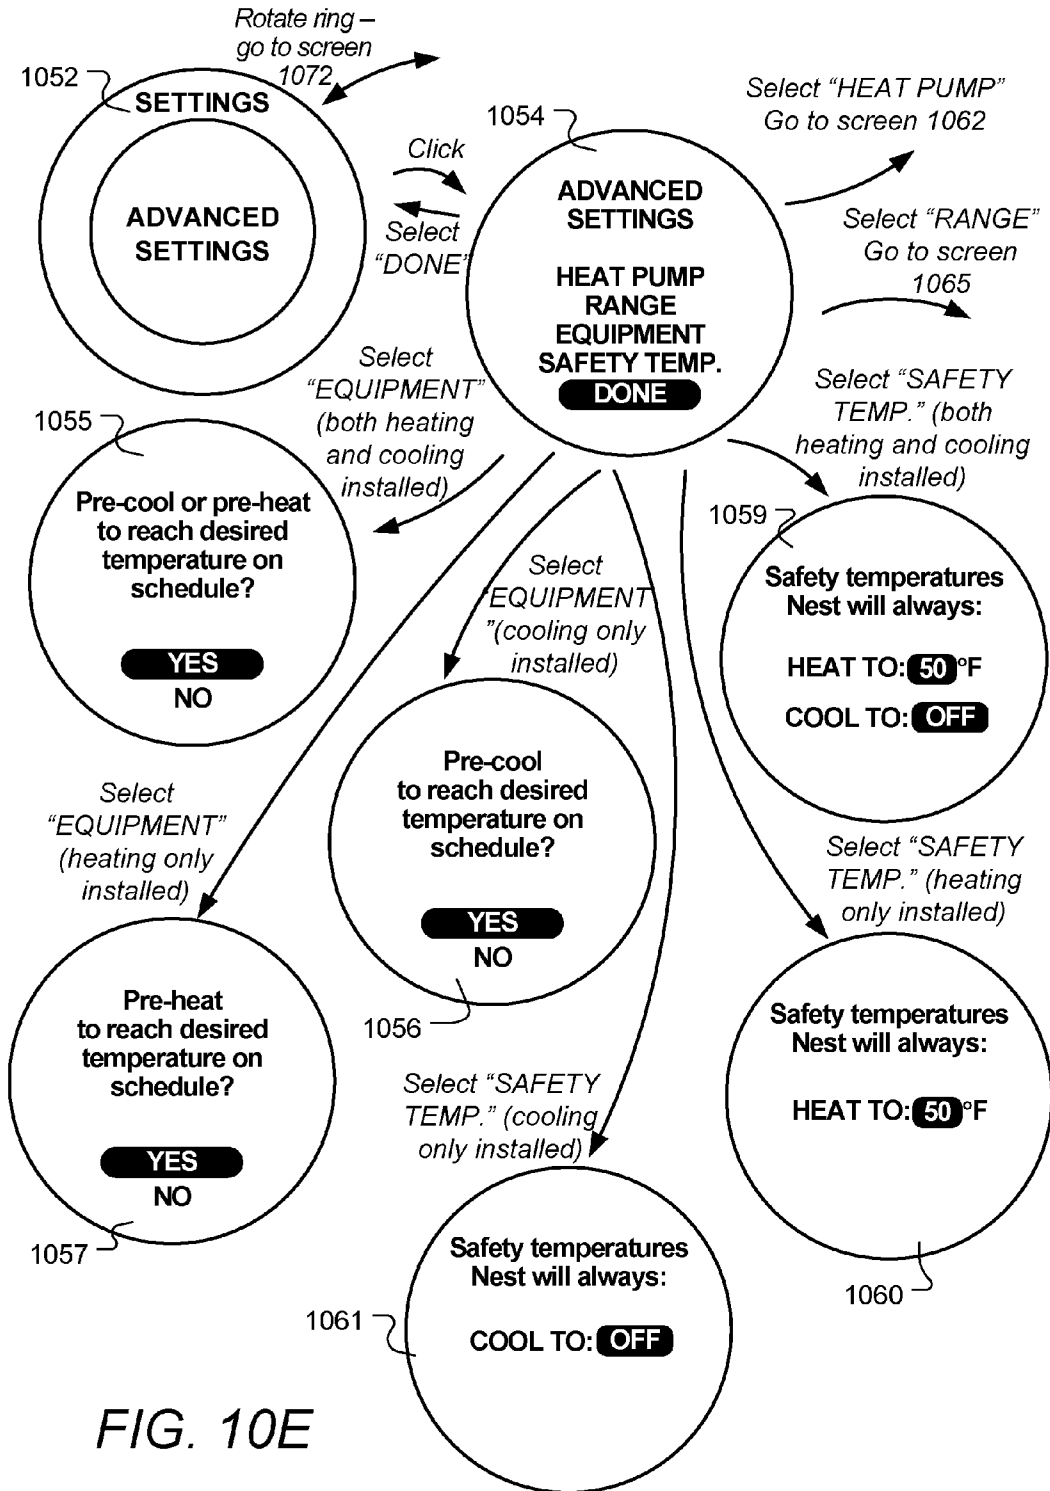 Rotate ring –
go to screen
1072
1052
SETTINGS
ADVANCED
SETTINGS
Click
Select
“DONE”
1054
ADVANCED
SETTINGS
HEAT PUMP
RANGE
EQUIPMENT
SAFETY TEMP.
DONE
Select “HEAT PUMP”
Go to screen 1062
Select “RANGE”
Go to screen
1065
Select
“EQUIPMENT”
(both heating
and cooling
installed)
1055
Pre-cool or pre-heat
to reach desired
temperature on
schedule?
YES
NO
Select “SAFETY
TEMP.” (both
heating and cooling
installed)
1059
Safety temperatures
Nest will always:
HEAT TO: 50 °F
COOL TO: OFF
Select
“EQUIPMENT
”(cooling only
installed)
Pre-cool
to reach desired
temperature on
schedule?
YES
NO
1056
Select
“EQUIPMENT”
(heating only
installed)
Pre-heat
to reach desired
temperature on
schedule?
YES
NO
1057
Select “SAFETY
TEMP.” (heating
only installed)
Safety temperatures
Nest will always:
HEAT TO: 50 °F
1060
Select “SAFETY
TEMP.” (cooling
only installed)
Safety temperatures
Nest will always:
COOL TO: OFF
1061
FIG. 10E